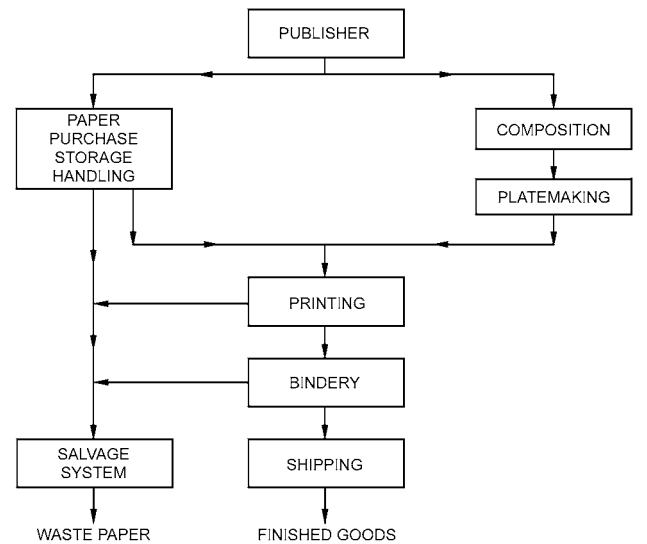 PUBLISHER
PAPER
PURCHASE
STORAGE
HANDLING
COMPOSITION
PLATEMAKING
PRINTING
BINDERY
SALVAGE
SYSTEM
SHIPPING
WASTE PAPER
FINISHED GOODS